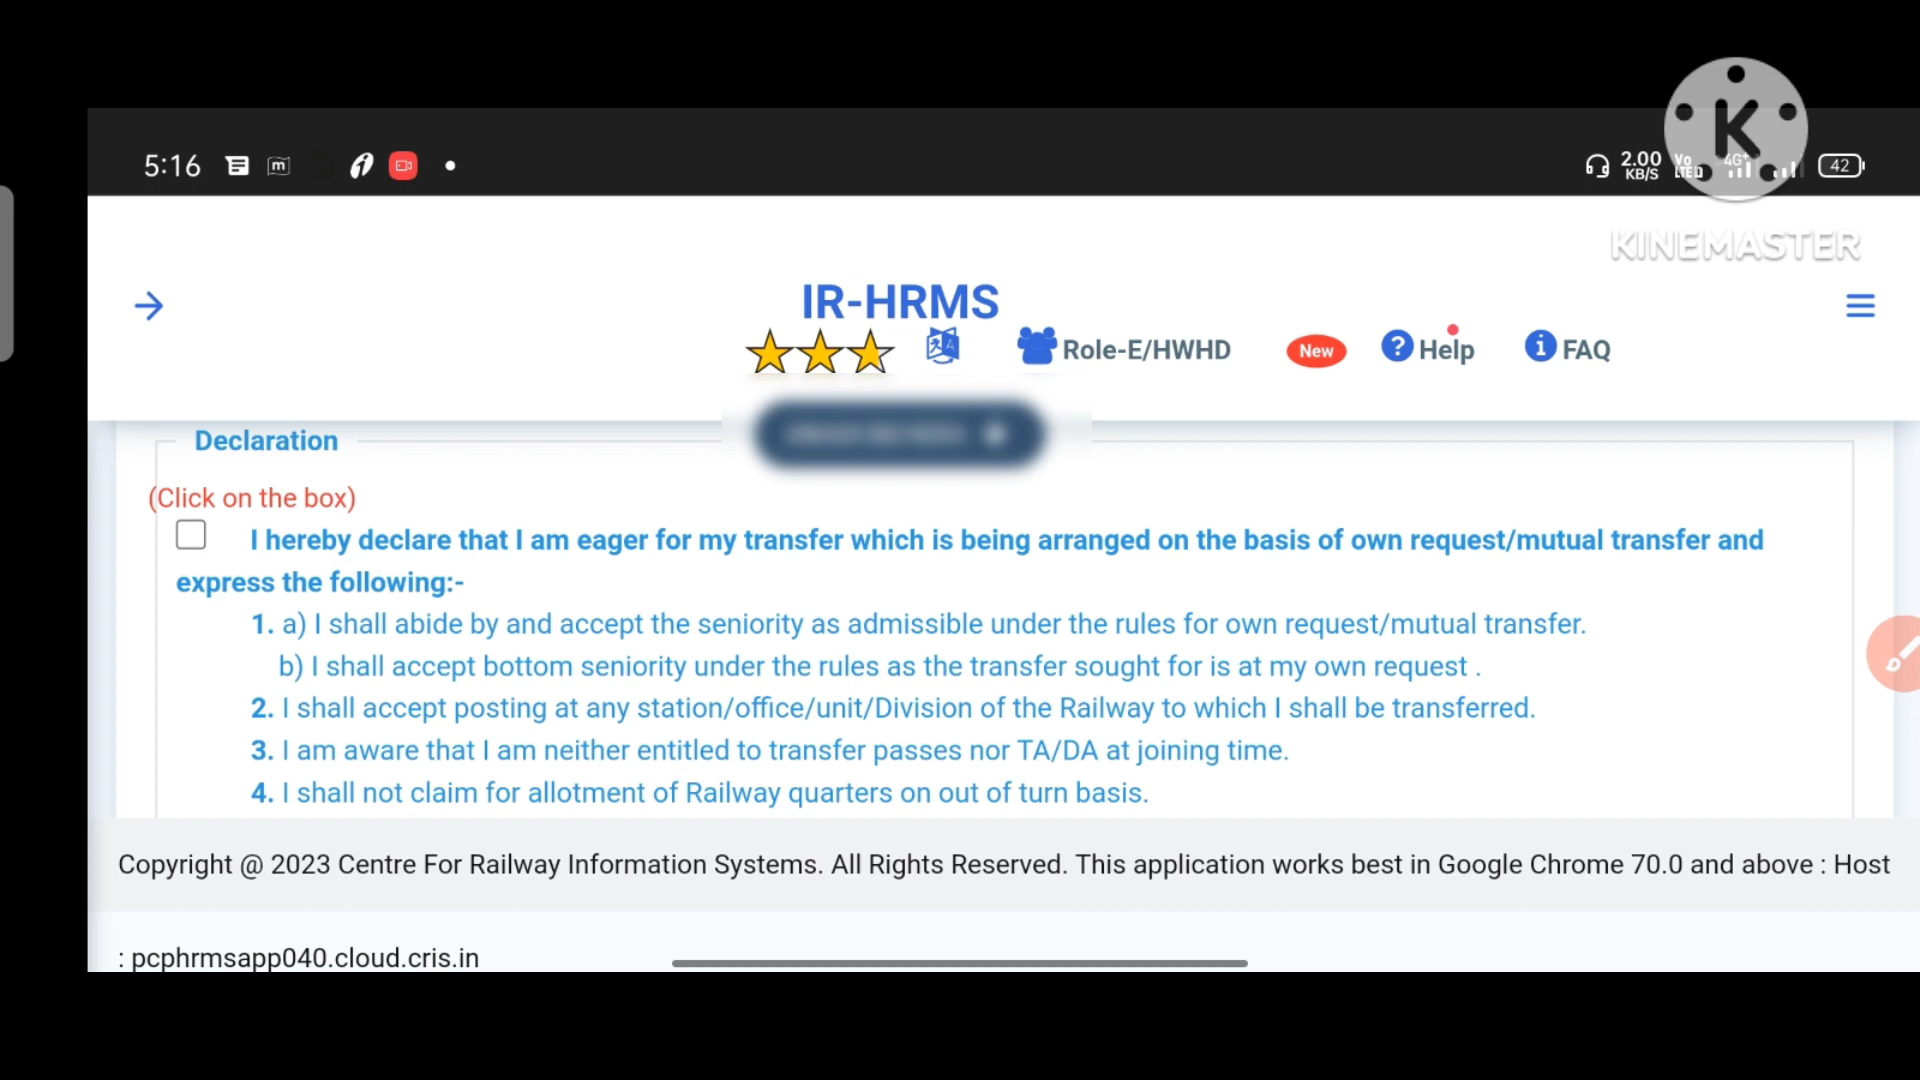 5:16
2.00
KB/S
Vo
LTE
4G+
42
K
KINEMASTER
IR-HRMS
Role-E/HWHD
New
Help
FAQ
Declaration
(Click on the box)
I hereby declare that I am eager for my transfer which is being arranged on the basis of own request/mutual transfer and
express the following:-
1. a) I shall abide by and accept the seniority as admissible under the rules for own request/mutual transfer.
b) I shall accept bottom seniority under the rules as the transfer sought for is at my own request .
2. I shall accept posting at any station/office/unit/Division of the Railway to which I shall be transferred.
3. I am aware that I am neither entitled to transfer passes nor TA/DA at joining time.
4. I shall not claim for allotment of Railway quarters on out of turn basis.
Copyright @ 2023 Centre For Railway Information Systems. All Rights Reserved. This application works best in Google Chrome 70.0 and above : Host
: pcphrmsapp040.cloud.cris.in